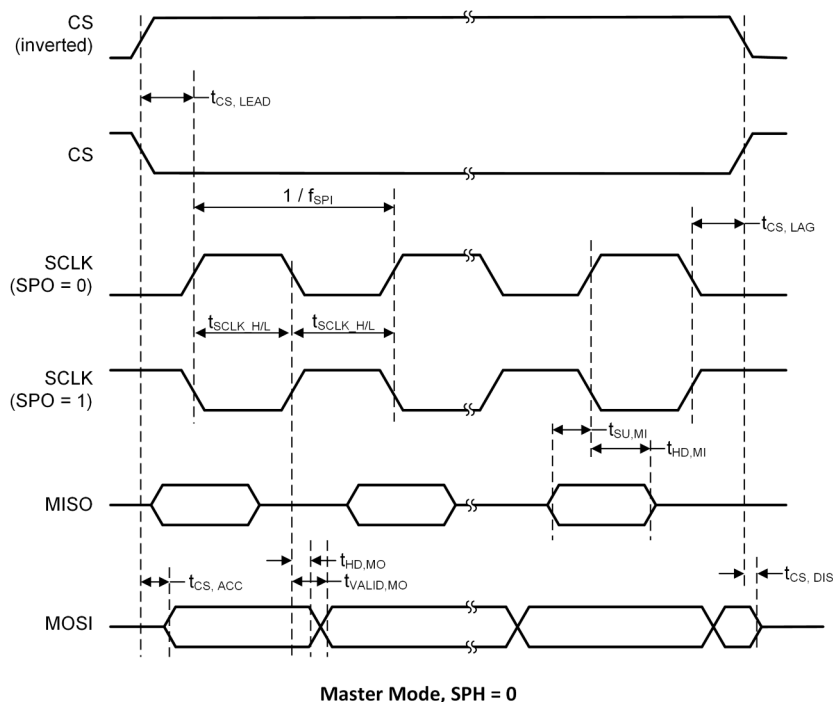 CS
(inverted)
tCS, LEAD
CS
1 / fSPI
tCS, LAG
SCLK
(SPO = 0)
tSCLK_H/L
tSCLK_H/L
SCLK
(SPO = 1)
tSU,MI
tHD,MI
MISO
tHD,MO
tCS, ACC
tVALID,MO
tCS, DIS
MOSI
Master Mode, SPH = 0